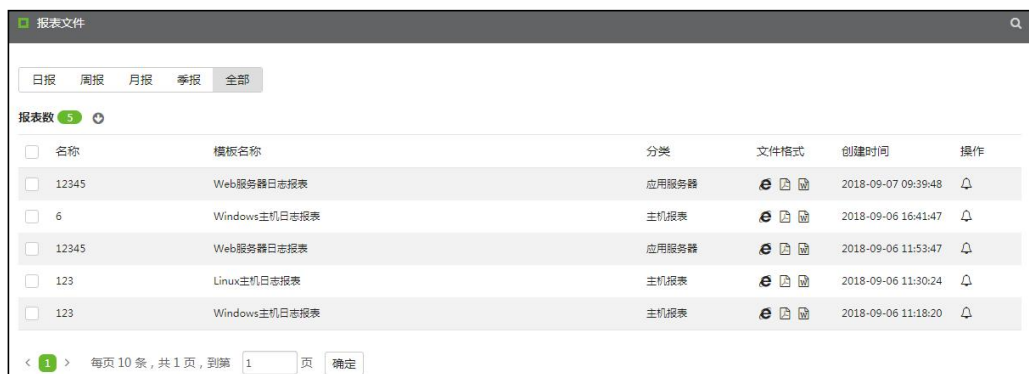 报表文件
日报 周报 月报 季报 全部
报表数 5
名称 模板名称 分类 文件格式 创建时间 操作
12345 Web服务器日志报表 应用服务器 2018-09-07 09:39:48
6 Windows主机日志报表 主机报表 2018-09-06 16:41:47
12345 Web服务器日志报表 应用服务器 2018-09-06 11:53:47
123 Linux主机日志报表 主机报表 2018-09-06 11:30:24
123 Windows主机日志报表 主机报表 2018-09-06 11:18:20
< 1 > 每页 10 条 , 共 1 页 , 到第 1 页 确定